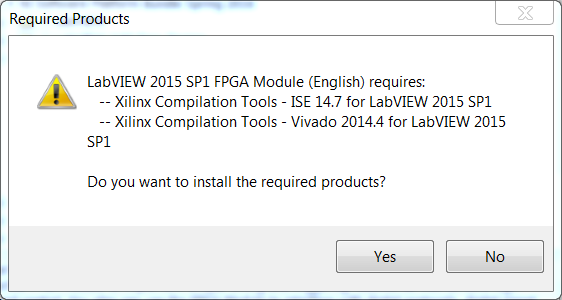 Required Products
LabVIEW 2015 SP1 FPGA Module (English) requires:
-- Xilinx Compilation Tools - ISE 14.7 for LabVIEW 2015 SP1
-- Xilinx Compilation Tools - Vivado 2014.4 for LabVIEW 2015
SP1
Do you want to install the required products?
Yes
No